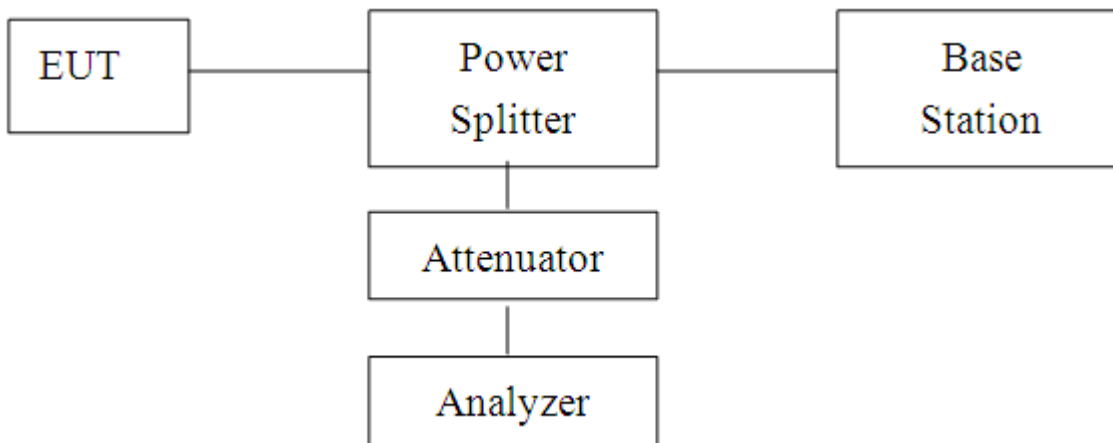 EUT
Power
Splitter
Base
Station
Attenuator
Analyzer